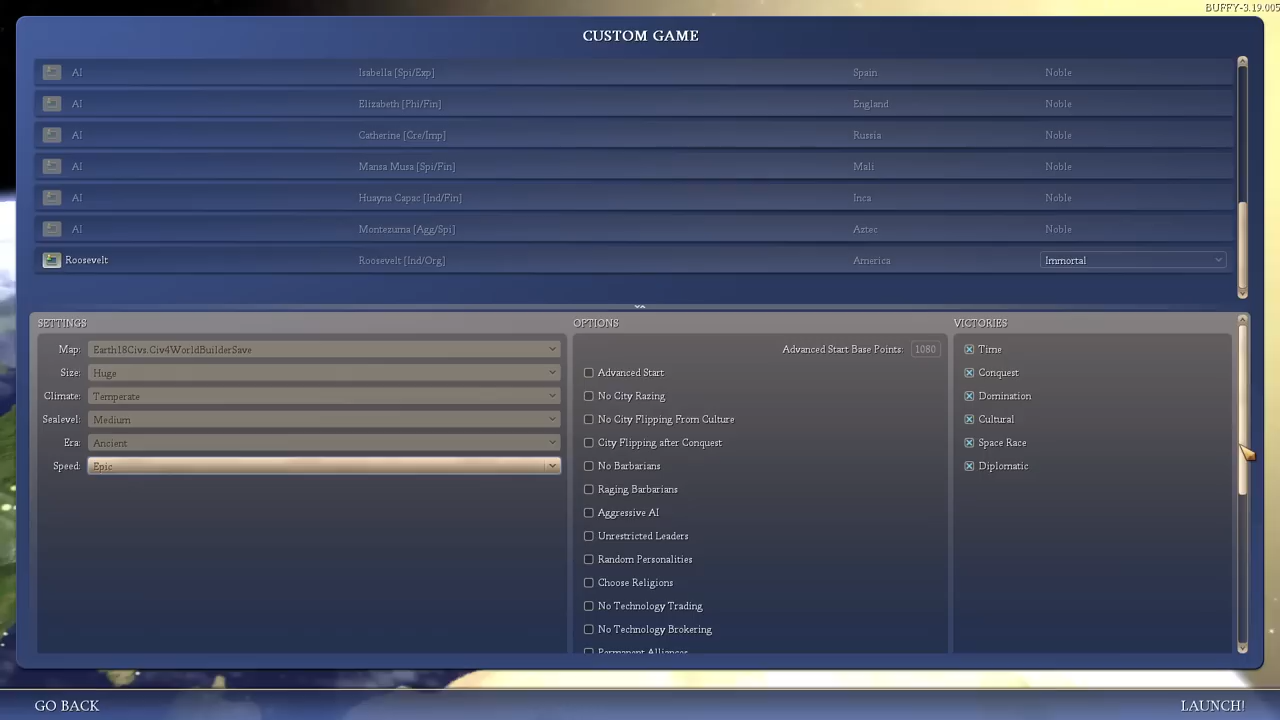 BUFFY-3.19.005
CUSTOM GAME
AI Isabella [Spi/Exp] Spain Noble
AI Elizabeth [Phi/Fin] England Noble
AI Catherine [Cre/Imp] Russia Noble
AI Mansa Musa [Spi/Fin] Mali Noble
AI Huayna Capac [Ind/Fin] Inca Noble
AI Montezuma [Agg/Spi] Aztec Noble
Roosevelt Roosevelt [Ind/Org] America Immortal
SETTINGS
Map: Earth18Civs.Civ4WorldBuilderSave
Size: Huge
Climate: Temperate
Sealevel: Medium
Era: Ancient
Speed: Epic
OPTIONS
Advanced Start Base Points: 1080
Advanced Start
No City Razing
No City Flipping From Culture
City Flipping after Conquest
No Barbarians
Raging Barbarians
Aggressive AI
Unrestricted Leaders
Random Personalities
Choose Religions
No Technology Trading
No Technology Brokering
Permanent Alliances
VICTORIES
Time
Conquest
Domination
Cultural
Space Race
Diplomatic
GO BACK
LAUNCH!